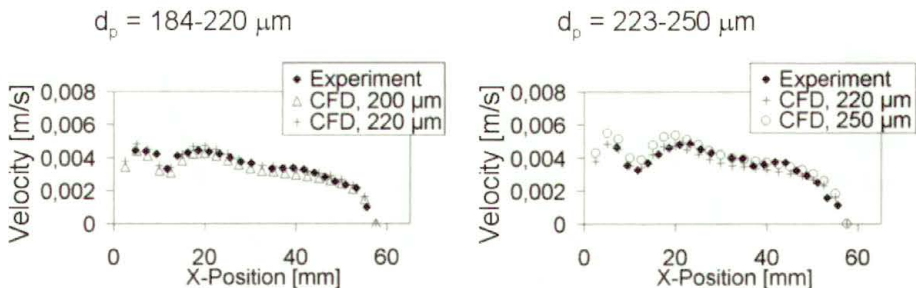 dp = 184-220 µm
Velocity [m/s]
0,008
0,006
0,004
0,002
0
◆ Experiment
△ CFD, 200 µm
+ CFD, 220 µm
0 20 40 60
X-Position [mm]
dp = 223-250 µm
Velocity [m/s]
0,008
0,006
0,004
0,002
0
◆ Experiment
+ CFD, 220 µm
○ CFD, 250 µm
0 20 40 60
X-Position [mm]